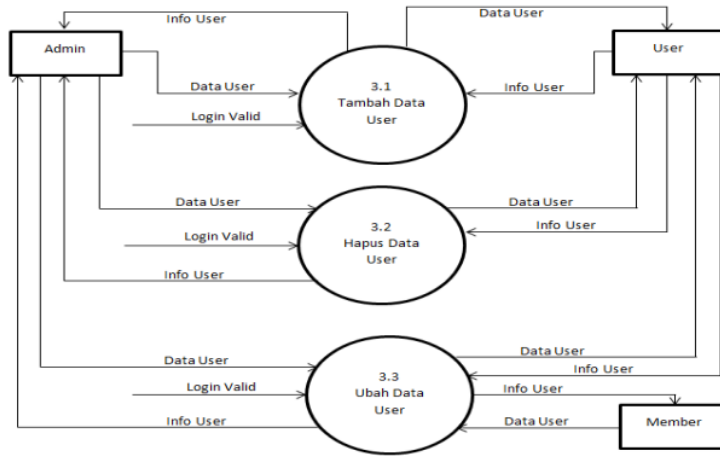 Info User
Data User
Admin
User
Data User
3.1
Tambah Data
User
Info User
Login Valid
Data User
3.2
Hapus Data
User
Data User
Info User
Login Valid
Info User
Data User
3.3
Ubah Data
User
Data User
Info User
Login Valid
Info User
Info User
Data User
Member